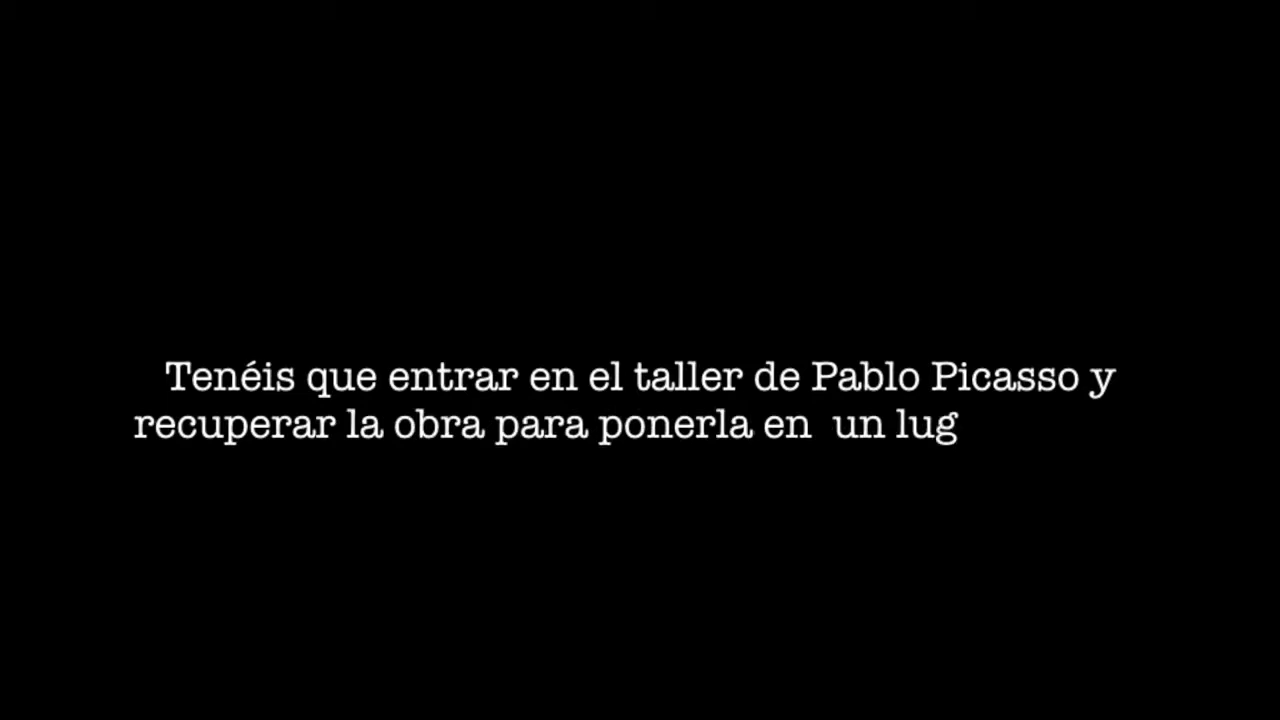 Tenéis que entrar en el taller de Pablo Picasso y
recuperar la obra para ponerla en  un lug